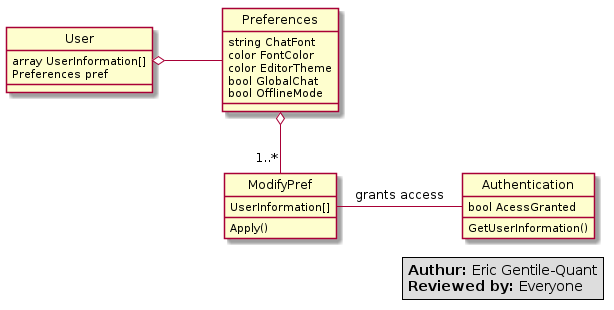 Preferences
string ChatFont
color FontColor
color EditorTheme
bool GlobalChat
bool OfflineMode
User
array UserInformation[]
Preferences pref
1..*
ModifyPref
UserInformation[]
Apply()
grants access
Authentication
bool AcessGranted
GetUserInformation()
Authur: Eric Gentile-Quant
Reviewed by: Everyone